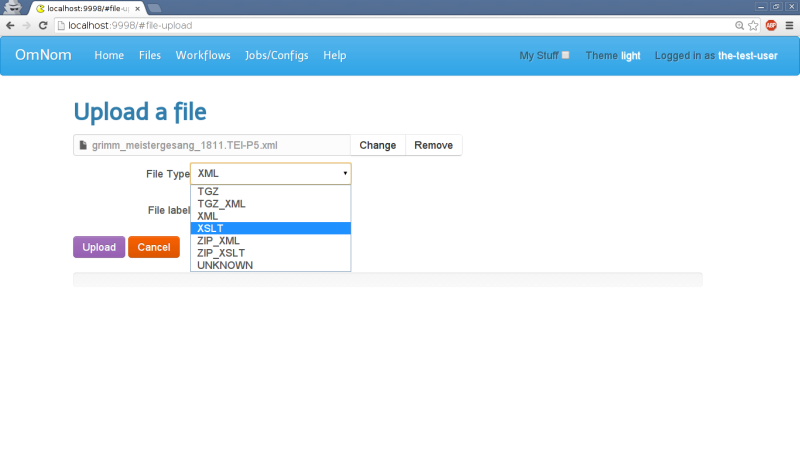 localhost:9998/#file-up
localhost:9998/#file-upload
ABP
OmNom Home Files Workflows Jobs/Configs Help My Stuff Theme light Logged in as the-test-user
Upload a file
grimm_meistergesang_1811.TEI-P5.xml Change Remove
File Type XML
TGZ
TGZ_XML
XML
File label
XSLT
ZIP_XML
Upload Cancel
ZIP_XSLT
UNKNOWN